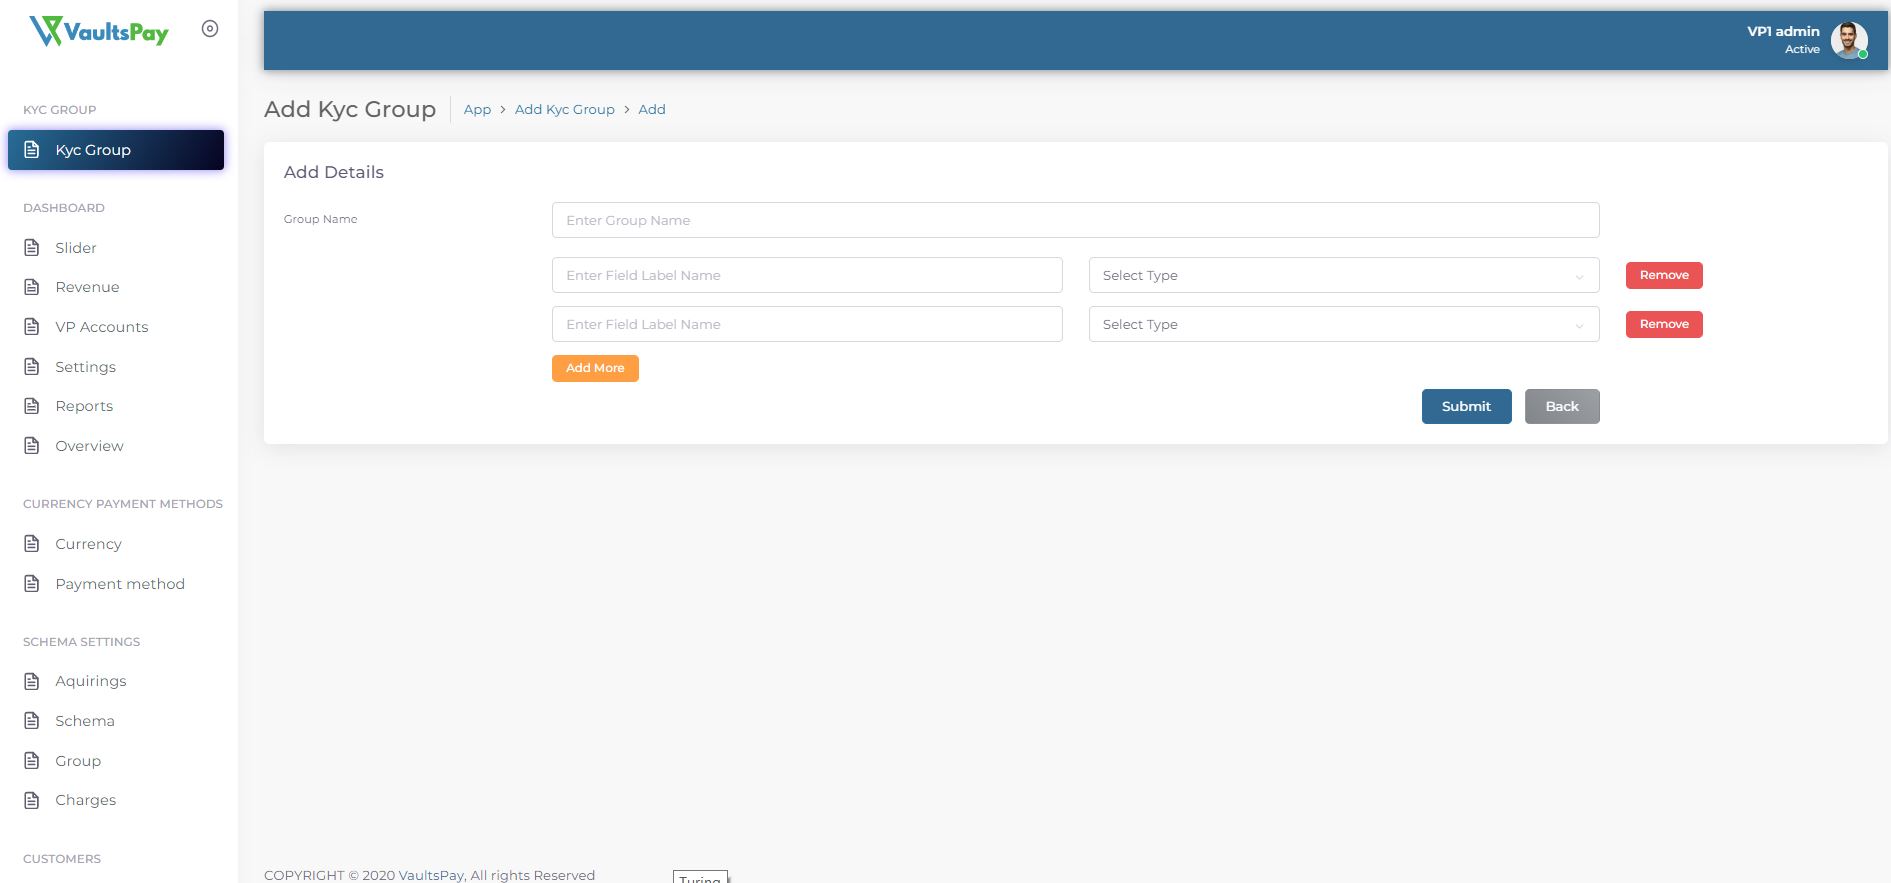 VaultsPay
VP1 admin
Active
KYC GROUP
Kyc Group
DASHBOARD
Slider
Revenue
VP Accounts
Settings
Reports
Overview
CURRENCY PAYMENT METHODS
Currency
Payment method
SCHEMA SETTINGS
Aquirings
Schema
Group
Charges
CUSTOMERS
Add Kyc Group
App > Add Kyc Group > Add
Add Details
Group Name
Enter Group Name
Enter Field Label Name Select Type Remove
Enter Field Label Name Select Type Remove
Add More
Submit Back
COPYRIGHT © 2020 VaultsPay, All rights Reserved
Turing